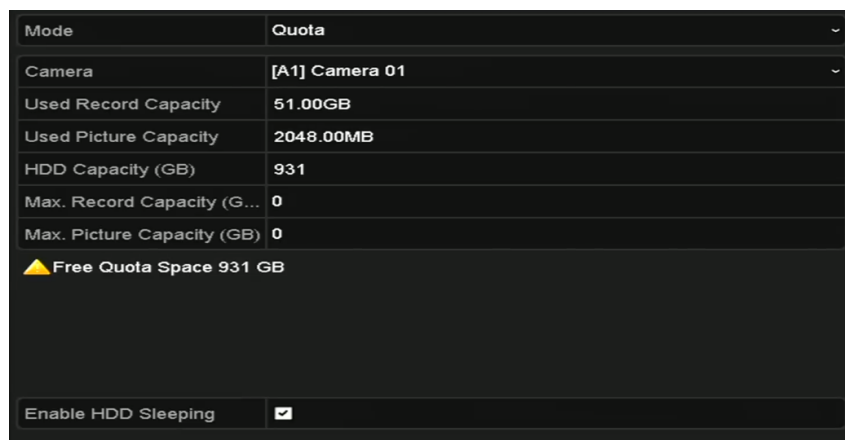 Mode Quota
Camera [A1] Camera 01
Used Record Capacity 51.00GB
Used Picture Capacity 2048.00MB
HDD Capacity (GB) 931
Max. Record Capacity (G... 0
Max. Picture Capacity (GB) 0
Free Quota Space 931 GB
Enable HDD Sleeping